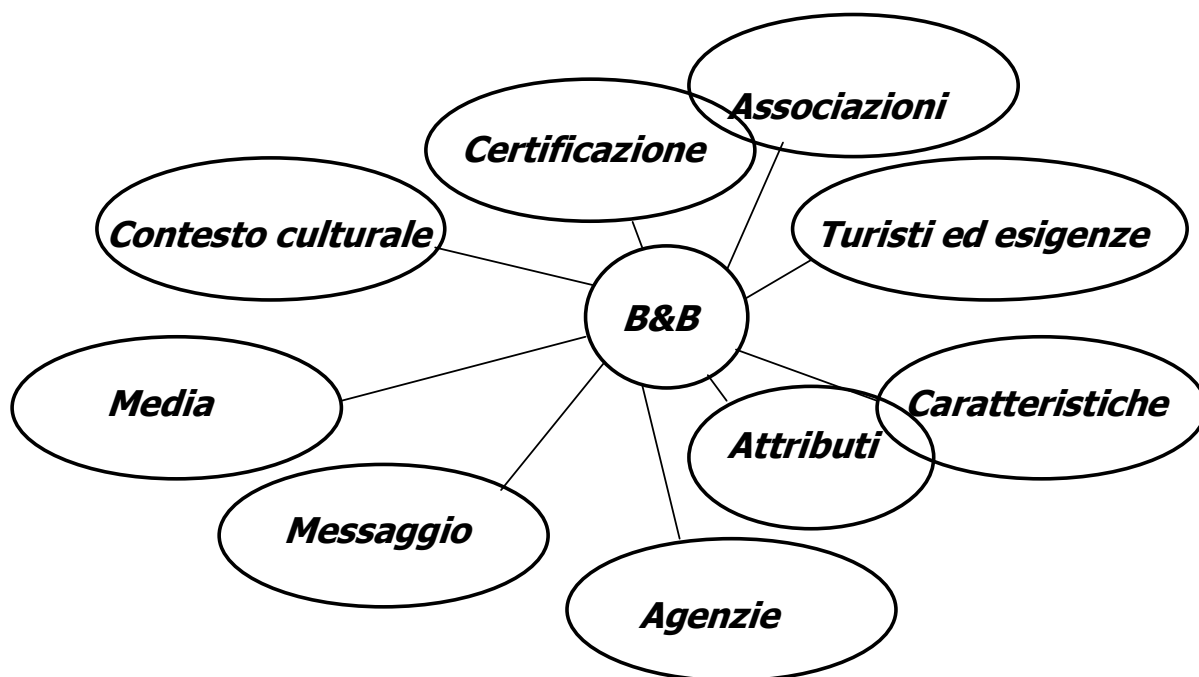 Associazioni
Certificazione
Contesto culturale
Turisti ed esigenze
B&B
Media
Caratteristiche
Attributi
Messaggio
Agenzie